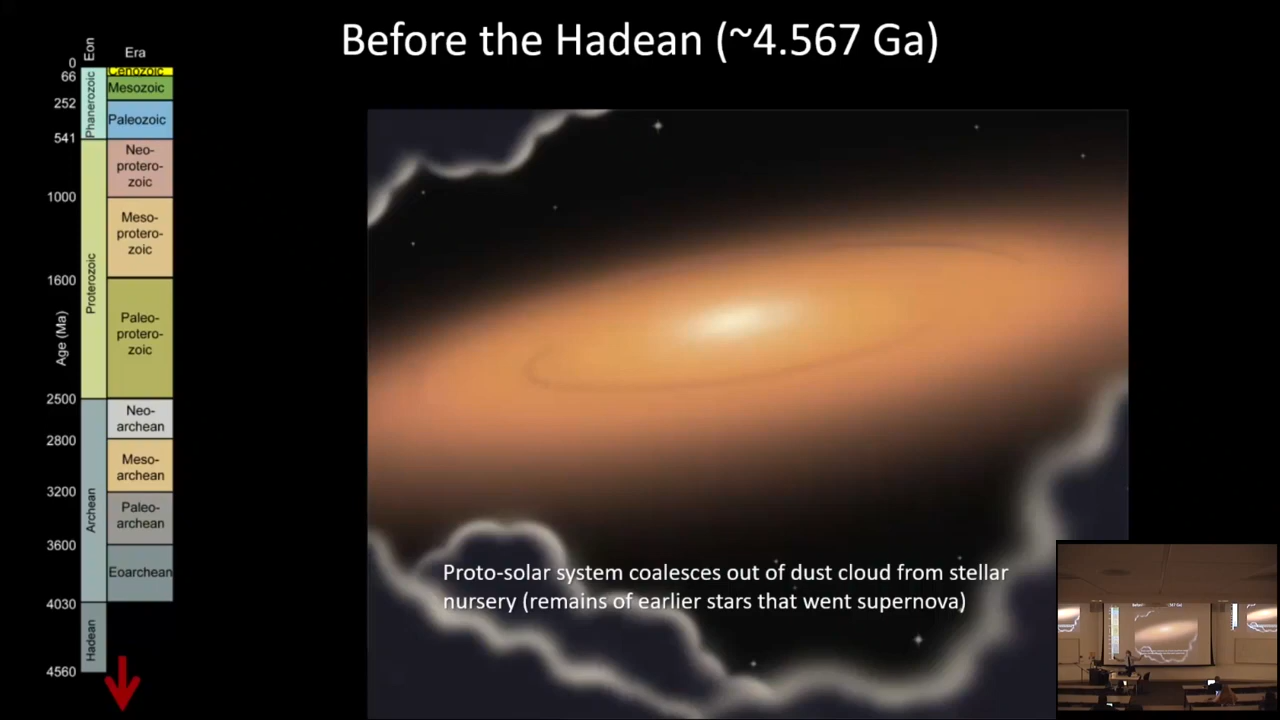 Before the Hadean (~4.567 Ga)
Eon
Era
0
66
252
541
1000
1600
2500
2800
3200
3600
4030
4560
Age (Ma)
Phanerozoic
Proterozoic
Archean
Hadean
Cenozoic
Mesozoic
Paleozoic
Neo-
protero-
zoic
Meso-
protero-
zoic
Paleo-
protero-
zoic
Neo-
archean
Meso-
archean
Paleo-
archean
Eoarchean
Proto-solar system coalesces out of dust cloud from stellar
nursery (remains of earlier stars that went supernova)